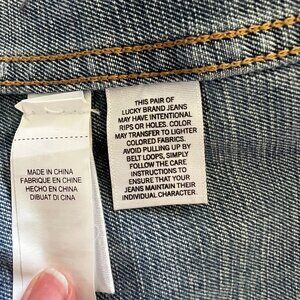 MADE IN CHINA
FABRIQUE EN CHINE
HECHO EN CHINA
DIBUAT DI CINA
THIS PAIR OF
LUCKY BRAND JEANS
MAY HAVE INTENTIONAL
RIPS OR HOLES. COLOR
MAY TRANSFER TO LIGHTER
COLORED FABRICS.
AVOID PULLING UP BY
BELT LOOPS, SIMPLY
FOLLOW THE CARE
INSTRUCTIONS TO
ENSURE THAT YOUR
JEANS MAINTAIN THEIR
INDIVIDUAL CHARACTER.